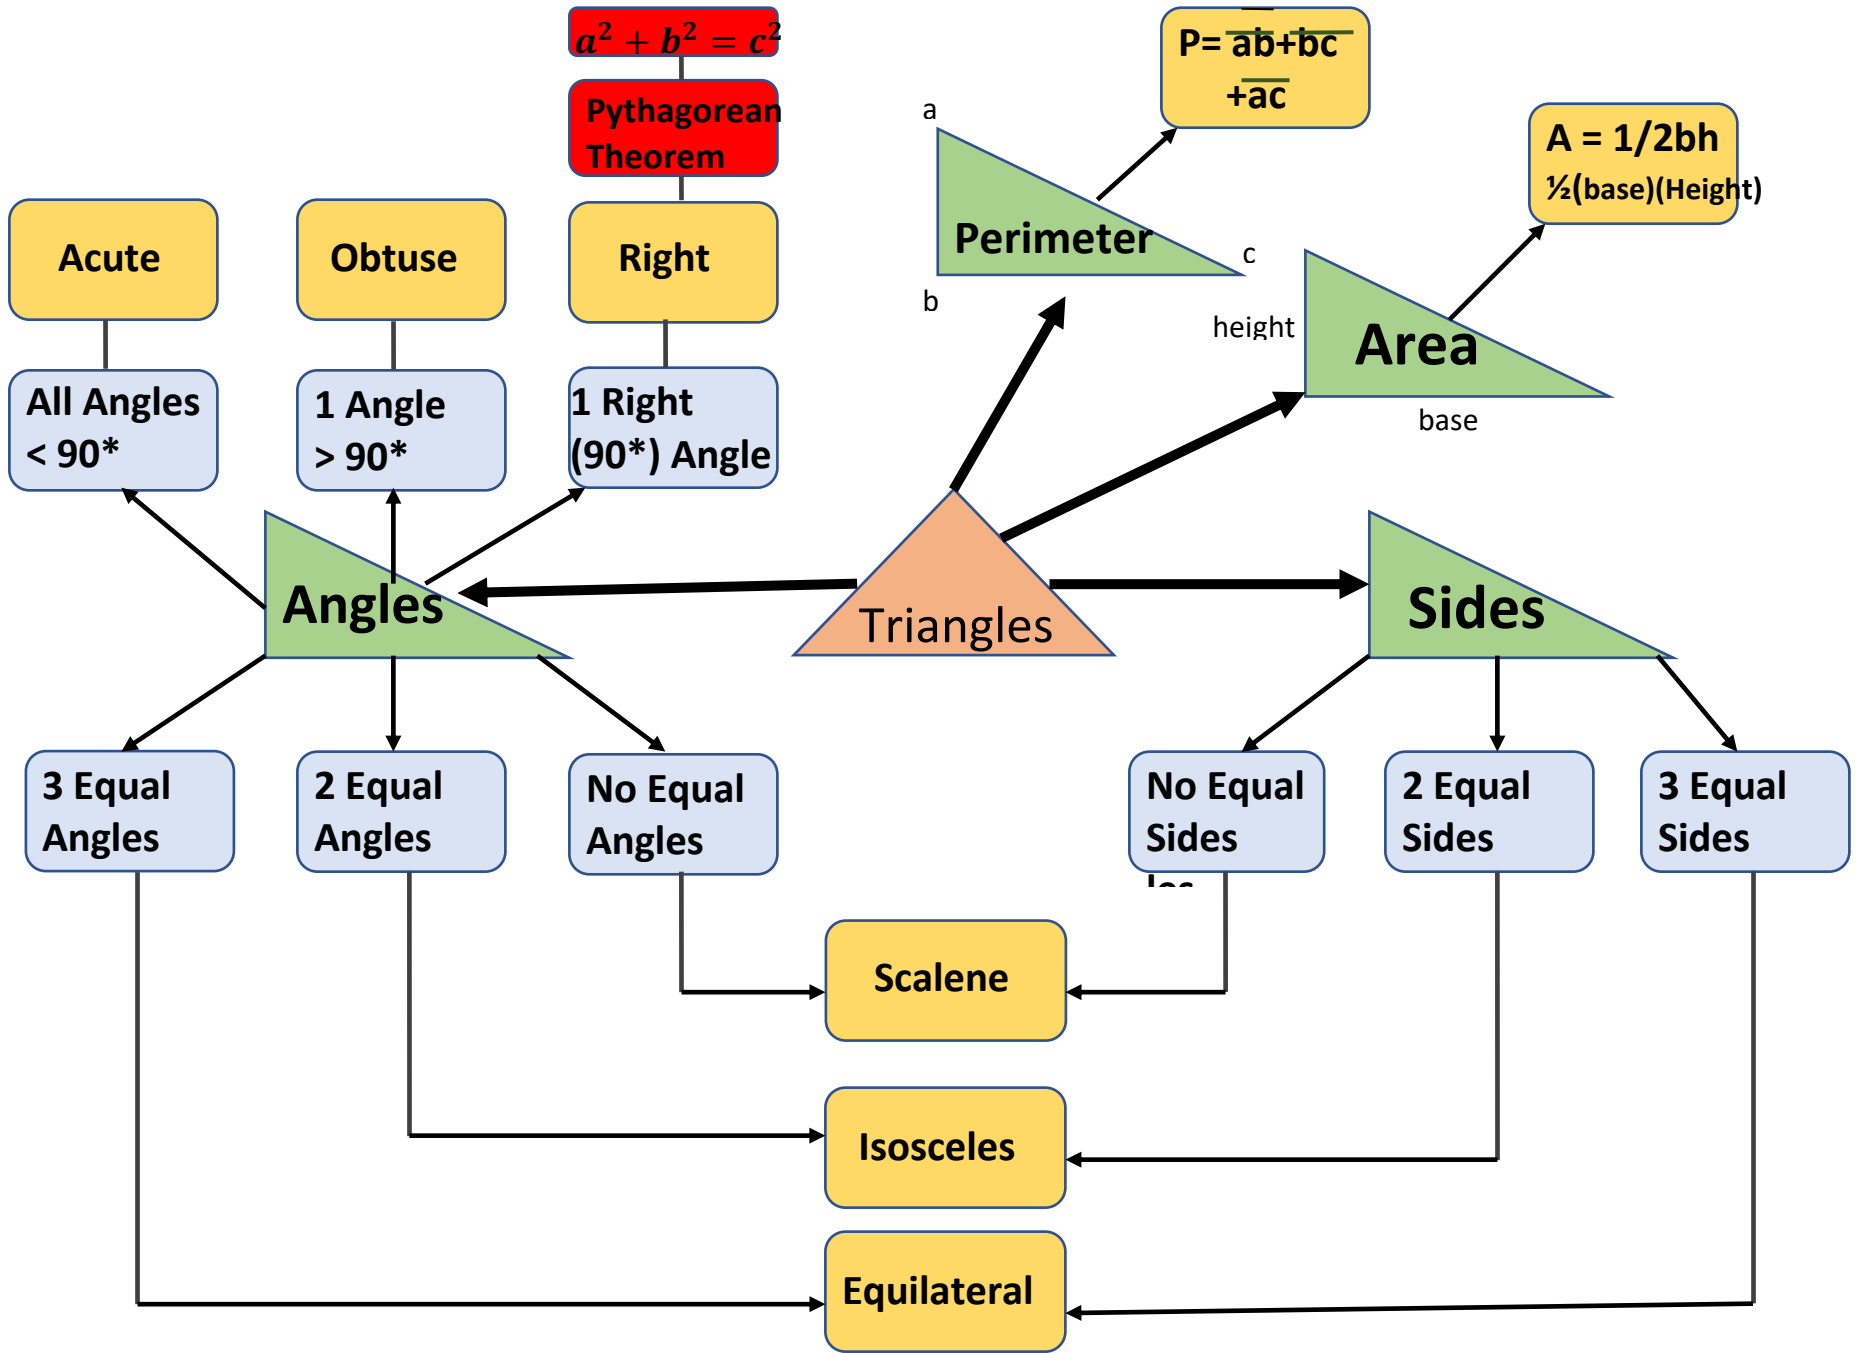 a² + b² = c²
Pythagorean
Theorem
P= ab+bc
+ac
a
b
c
Perimeter
A = 1/2bh
½(base)(Height)
height
Area
base
Acute
Obtuse
Right
All Angles
< 90*
1 Angle
> 90*
1 Right
(90*) Angle
Angles
Triangles
Sides
3 Equal
Angles
2 Equal
Angles
No Equal
Angles
No Equal
Sides
2 Equal
Sides
3 Equal
Sides
Scalene
Isosceles
Equilateral